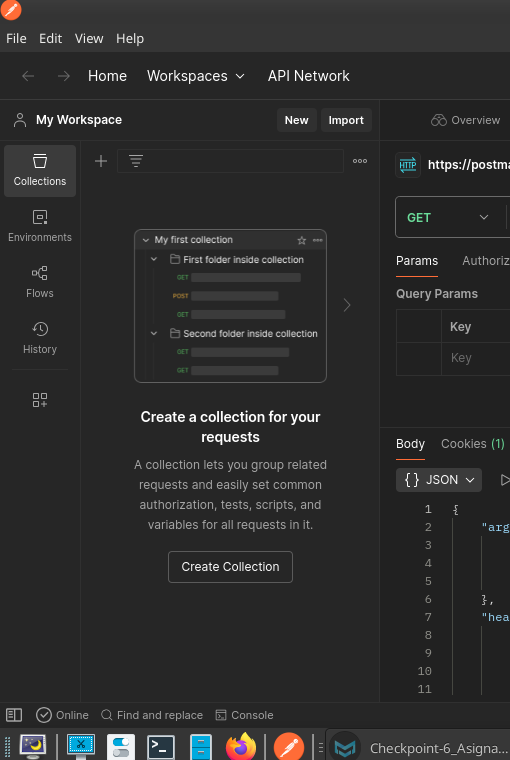 File Edit View Help
Home Workspaces API Network
My Workspace New Import Overview
Collections
HTTP https://postma
Environments
GET
Flows
Params Authoriz
History
Query Params
Key
Key
My first collection
First folder inside collection
GET
POST
GET
Second folder inside collection
GET
GET
Create a collection for your
requests
A collection lets you group related
requests and easily set common
authorization, tests, scripts, and
variables for all requests in it.
Create Collection
Body Cookies (1)
{} JSON
1 {
2 "arg
3
4
5
6 },
7 "hea
8
9
10
11
Online Find and replace Console
Checkpoint-6_Asigna...